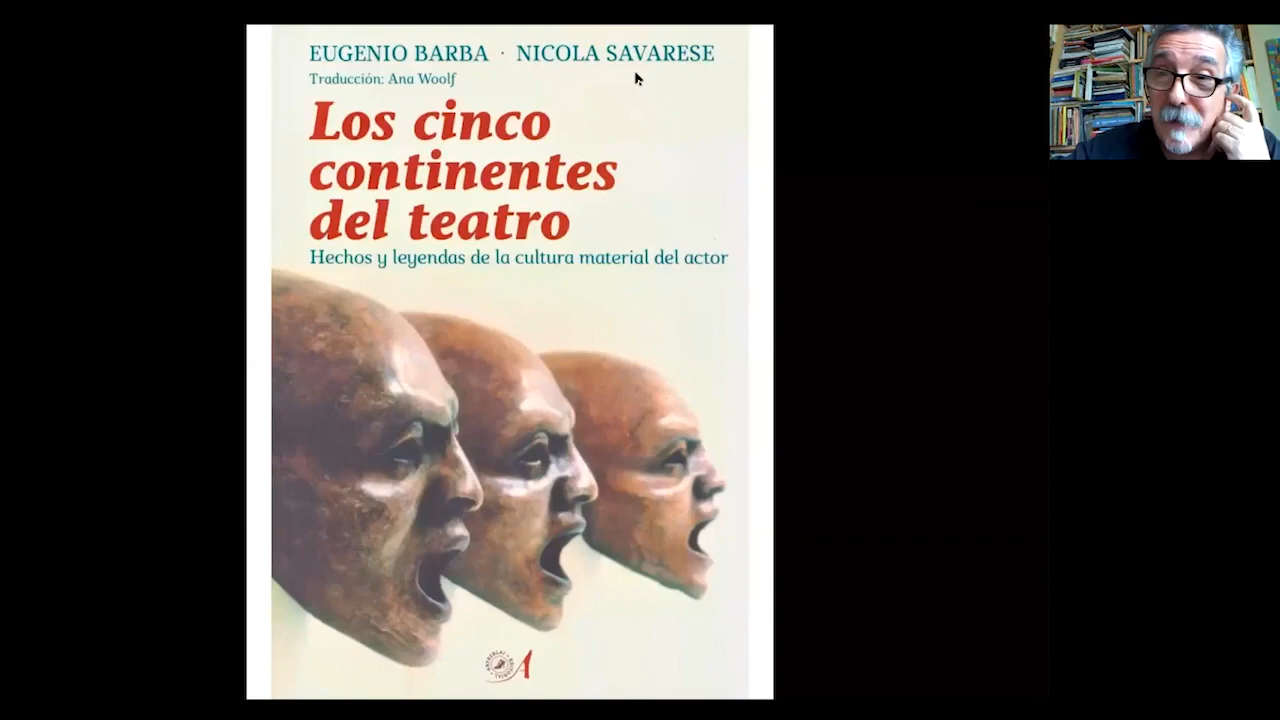 EUGENIO BARBA · NICOLA SAVARESE
Traducción: Ana Woolf
Los cinco
continentes
del teatro
Hechos y leyendas de la cultura material del actor